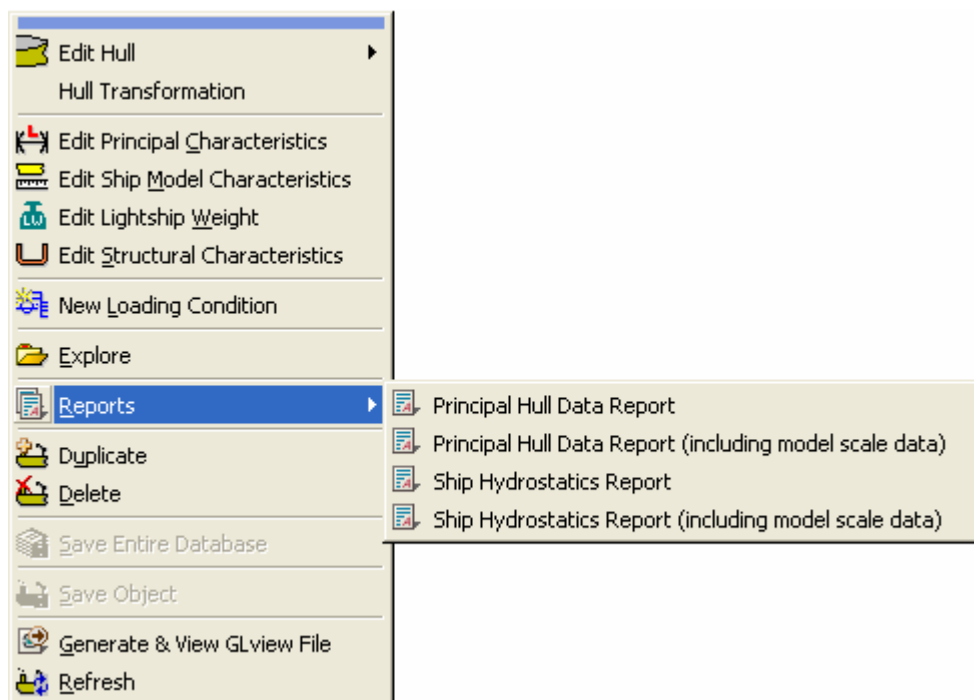 Edit Hull
Hull Transformation
Edit Principal Characteristics
Edit Ship Model Characteristics
Edit Lightship Weight
Edit Structural Characteristics
New Loading Condition
Explore
Reports
Principal Hull Data Report
Principal Hull Data Report (including model scale data)
Ship Hydrostatics Report
Ship Hydrostatics Report (including model scale data)
Duplicate
Delete
Save Entire Database
Save Object
Generate & View GLview File
Refresh